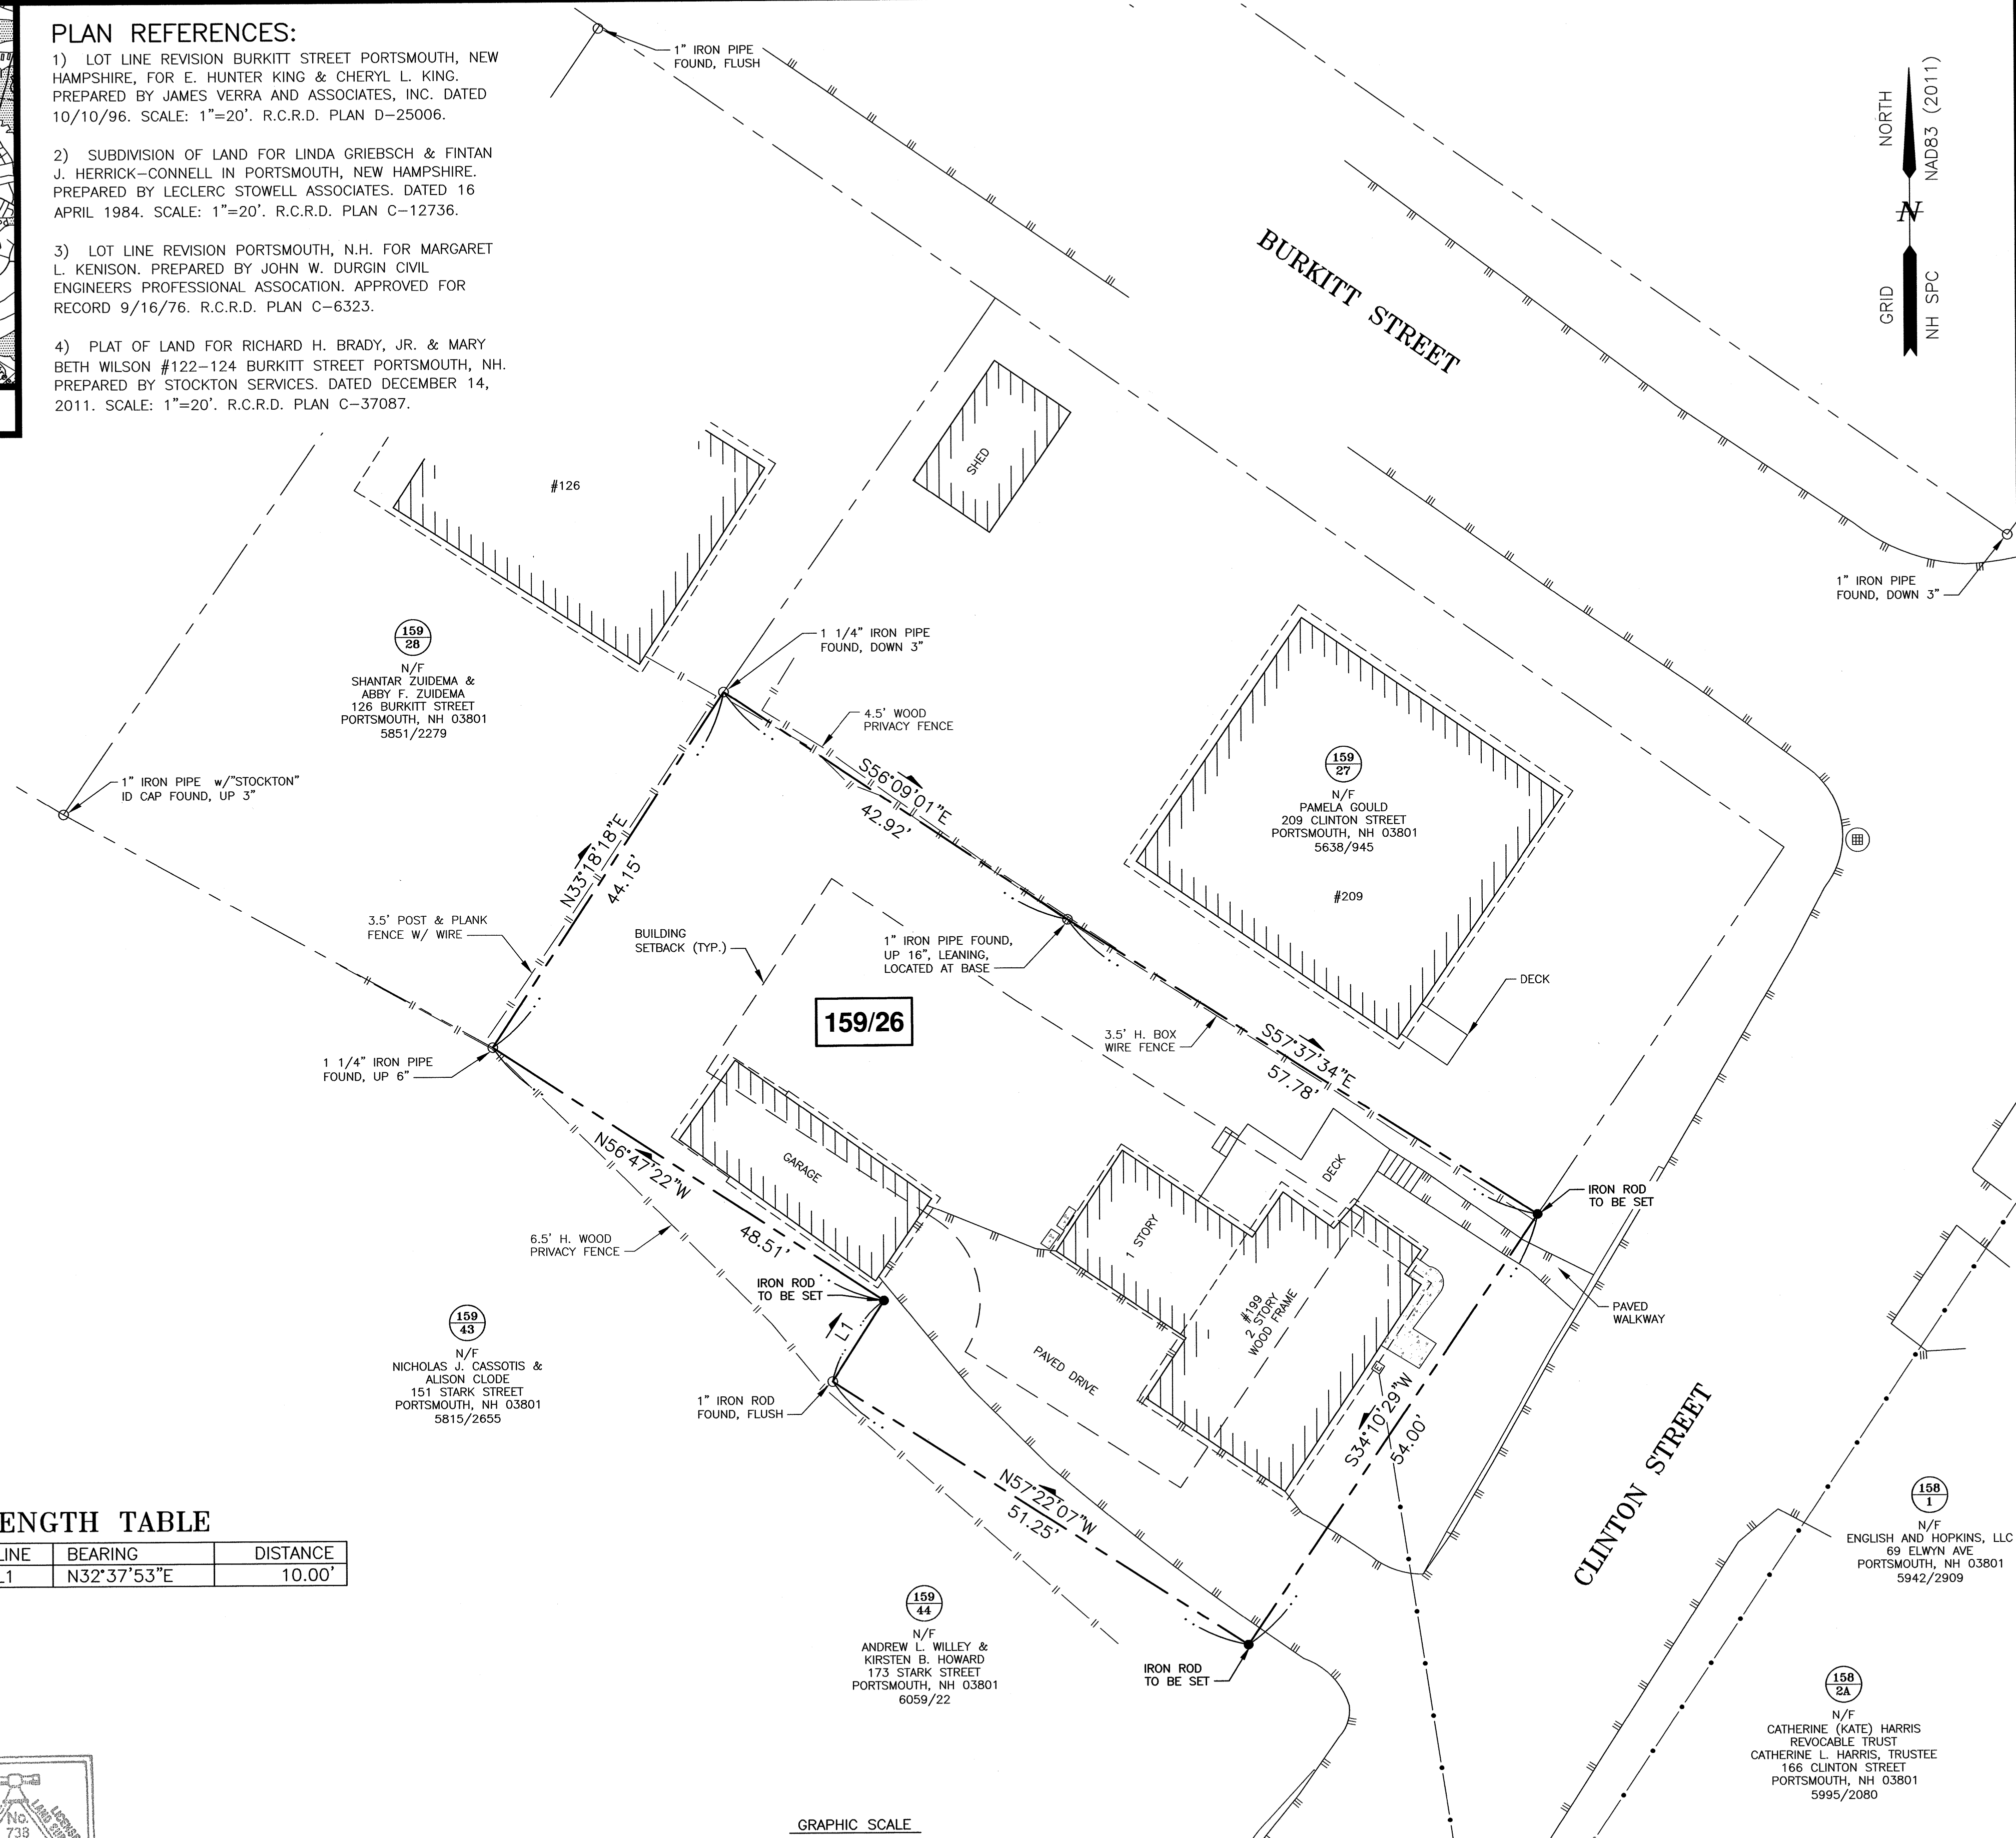 PLAN REFERENCES:
1) LOT LINE REVISION BURKITT STREET PORTSMOUTH, NEW
HAMPSHIRE, FOR E. HUNTER KING & CHERYL L. KING.
PREPARED BY JAMES VERRA AND ASSOCIATES, INC. DATED
10/10/96. SCALE: 1"=20'. R.C.R.D. PLAN D-25006.
2) SUBDIVISION OF LAND FOR LINDA GRIEBSCH & FINTAN
J. HERRICK-CONNELL IN PORTSMOUTH, NEW HAMPSHIRE.
PREPARED BY LECLERC STOWELL ASSOCIATES. DATED 16
APRIL 1984. SCALE: 1"=20'. R.C.R.D. PLAN C-12736.
3) LOT LINE REVISION PORTSMOUTH, N.H. FOR MARGARET
L. KENISON. PREPARED BY JOHN W. DURGIN CIVIL
ENGINEERS PROFESSIONAL ASSOCATION. APPROVED FOR
RECORD 9/16/76. R.C.R.D. PLAN C-6323.
4) PLAT OF LAND FOR RICHARD H. BRADY, JR. & MARY
BETH WILSON #122-124 BURKITT STREET PORTSMOUTH, NH.
PREPARED BY STOCKTON SERVICES. DATED DECEMBER 14,
2011. SCALE: 1"=20'. R.C.R.D. PLAN C-37087.
1" IRON PIPE
FOUND, FLUSH
GRID NORTH
N
NH SPC NAD83 (2011)
BURKITT STREET
SHED
#126
1" IRON PIPE
FOUND, DOWN 3"
159
28
N/F
SHANTAR ZUIDEMA &
ABBY F. ZUIDEMA
126 BURKITT STREET
PORTSMOUTH, NH 03801
5851/2279
1 1/4" IRON PIPE
FOUND, DOWN 3"
4.5' WOOD
PRIVACY FENCE
1" IRON PIPE w/"STOCKTON"
ID CAP FOUND, UP 3"
S56°09'01"E
42.92'
159
27
N/F
PAMELA GOULD
209 CLINTON STREET
PORTSMOUTH, NH 03801
5638/945
#209
N33°18'18"E
44.15'
3.5' POST & PLANK
FENCE W/ WIRE
BUILDING
SETBACK (TYP.)
1" IRON PIPE FOUND,
UP 16", LEANING,
LOCATED AT BASE
DECK
159/26
3.5' H. BOX
WIRE FENCE
S57°37'34"E
57.78'
1 1/4" IRON PIPE
FOUND, UP 6"
N56°47'22"W
48.51'
GARAGE
DECK
IRON ROD
TO BE SET
6.5' H. WOOD
PRIVACY FENCE
1 STORY
IRON ROD
TO BE SET
L1
#199
2 STORY
WOOD FRAME
E
PAVED
WALKWAY
159
43
N/F
NICHOLAS J. CASSOTIS &
ALISON CLODE
151 STARK STREET
PORTSMOUTH, NH 03801
5815/2655
PAVED DRIVE
1" IRON ROD
FOUND, FLUSH
S34°10'29"W
54.00'
CLINTON STREET
N57°22'07"W
51.25'
158
1
N/F
ENGLISH AND HOPKINS, LLC
69 ELWYN AVE
PORTSMOUTH, NH 03801
5942/2909
ENGTH TABLE
LINE BEARING DISTANCE
L1 N32°37'53"E 10.00'
159
44
N/F
ANDREW L. WILLEY &
KIRSTEN B. HOWARD
173 STARK STREET
PORTSMOUTH, NH 03801
6059/22
IRON ROD
TO BE SET
158
2A
N/F
CATHERINE (KATE) HARRIS
REVOCABLE TRUST
CATHERINE L. HARRIS, TRUSTEE
166 CLINTON STREET
PORTSMOUTH, NH 03801
5995/2080
No.
738
GRAPHIC SCALE